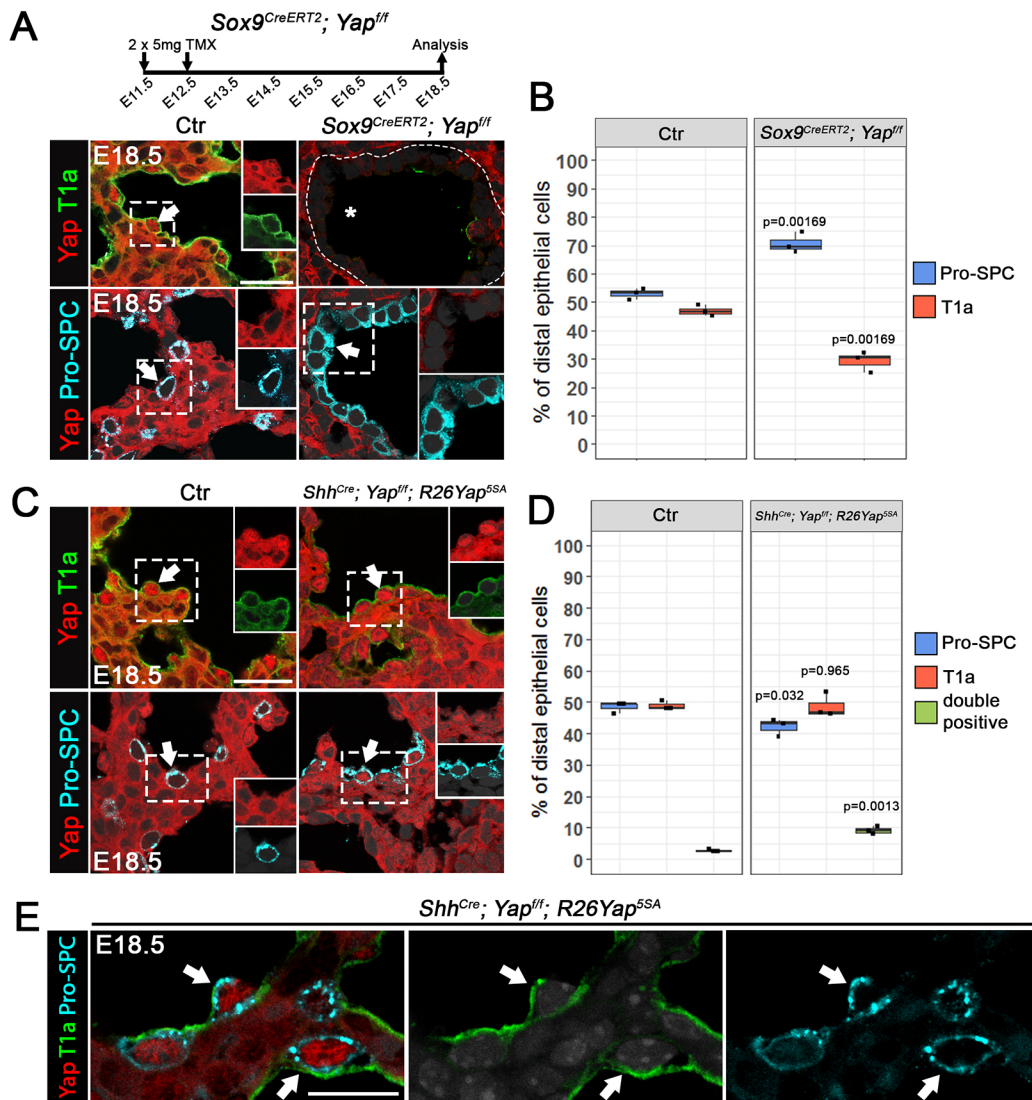 A
Sox9CreERT2; Yapf/f
2 x 5mg TMX
Analysis
E11.5
E12.5
E13.5
E14.5
E15.5
E16.5
E17.5
E18.5
Ctr
Sox9CreERT2; Yapf/f
Yap T1a
E18.5
*
Yap Pro-SPC
E18.5
B
Ctr
Sox9CreERT2; Yapf/f
% of distal epithelial cells
100
90
80
70
60
50
40
30
20
10
0
p=0.00169
p=0.00169
Pro-SPC
T1a
C
Ctr
ShhCre; Yapf/f; R26Yap5SA
Yap T1a
E18.5
Yap Pro-SPC
E18.5
D
Ctr
ShhCre; Yapf/f; R26Yap5SA
% of distal epithelial cells
100
90
80
70
60
50
40
30
20
10
0
p=0.032
p=0.965
p=0.0013
Pro-SPC
T1a
double
positive
E
ShhCre; Yapf/f; R26Yap5SA
Yap T1a Pro-SPC
E18.5